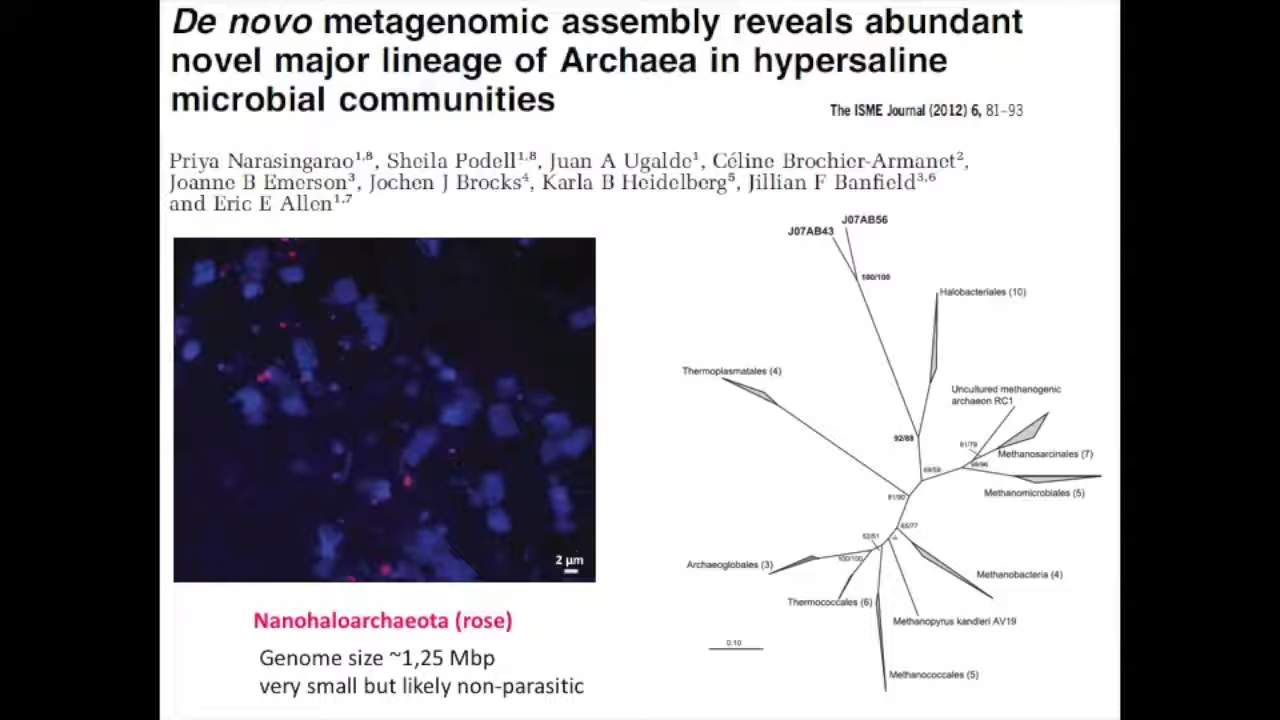 De novo metagenomic assembly reveals abundant
novel major lineage of Archaea in hypersaline
microbial communities
The ISME Journal (2012) 6, 81–93
Priya Narasingarao1,8, Sheila Podell1,8, Juan A Ugalde1, Céline Brochier-Armanet2,
Joanne B Emerson3, Jochen J Brocks4, Karla B Heidelberg5, Jillian F Banfield3,6
and Eric E Allen1,7
J07AB56
J07AB43
100/100
Halobacteriales (10)
Thermoplasmatales (4)
Uncultured methanogenic
archaeon RC1
Methanosarcinales (7)
Methanomicrobiales (5)
2 µm
Archaeoglobales (3)
100/100
Methanobacteria (4)
Thermococcales (6)
Methanopyrus kandleri AV19
0.10
Methanococcales (5)
Nanohaloarchaeota (rose)
Genome size ~1,25 Mbp
very small but likely non-parasitic